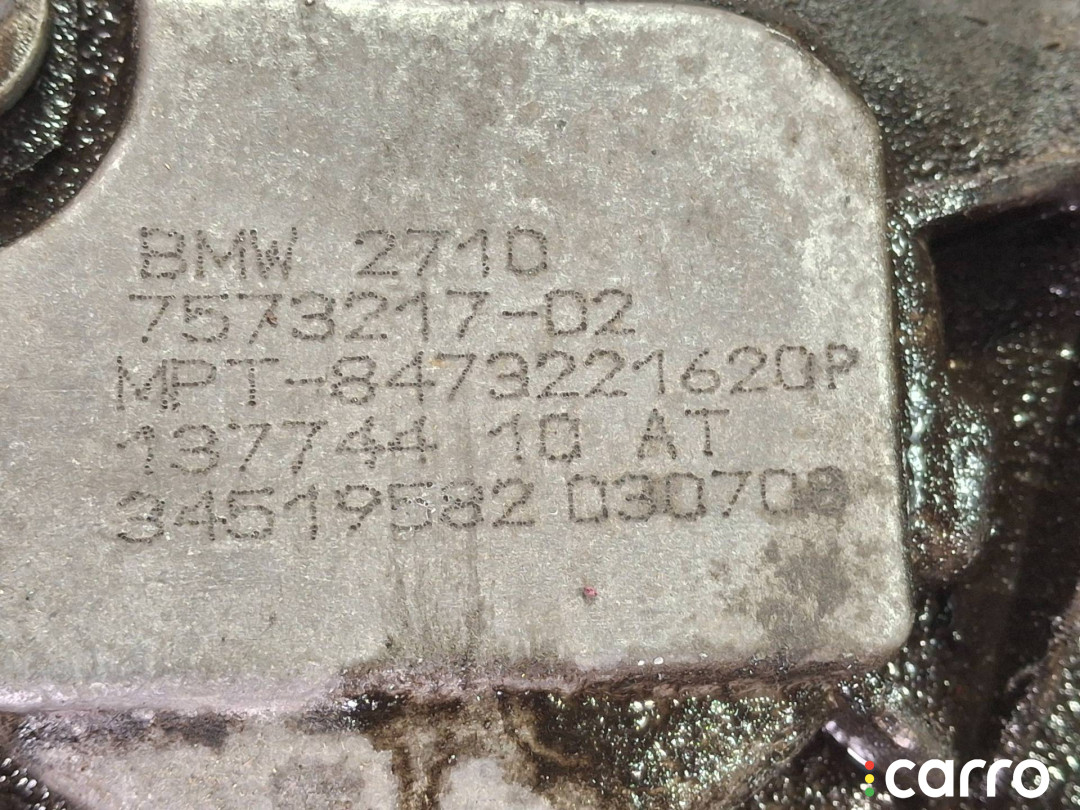 BMW 2710
7573217-02
MPT-8473221620P
137744 10 AT
34519582 030708
carro